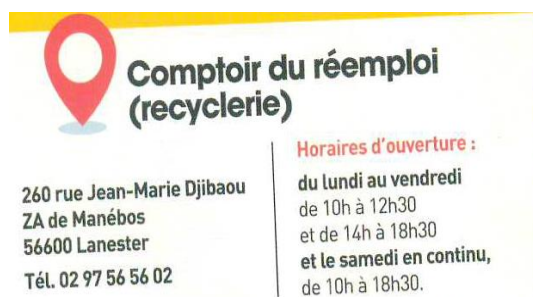 Comptoir du réemploi
(recyclerie)
260 rue Jean-Marie Djibaou
ZA de Manébos
56600 Lanester
Tél. 02 97 56 56 02
Horaires d'ouverture :
du lundi au vendredi
de 10h à 12h30
et de 14h à 18h30
et le samedi en continu,
de 10h à 18h30.